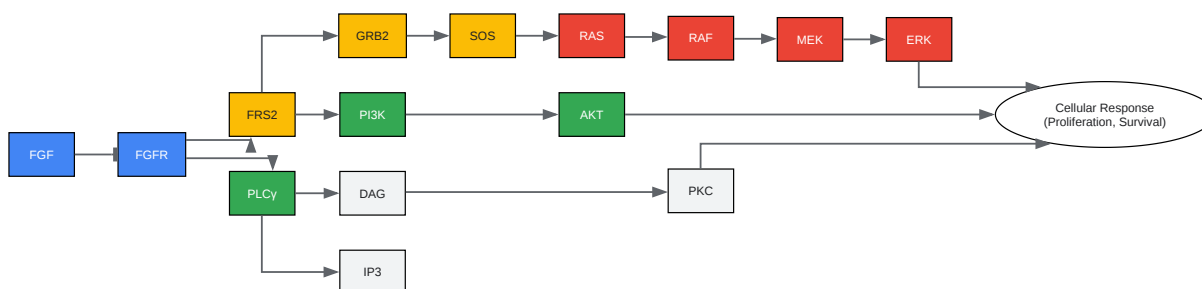 GRB2
SOS
RAS
RAF
MEK
ERK
FRS2
PI3K
AKT
Cellular Response
(Proliferation, Survival)
FGF
FGFR
PLCγ
DAG
PKC
IP3